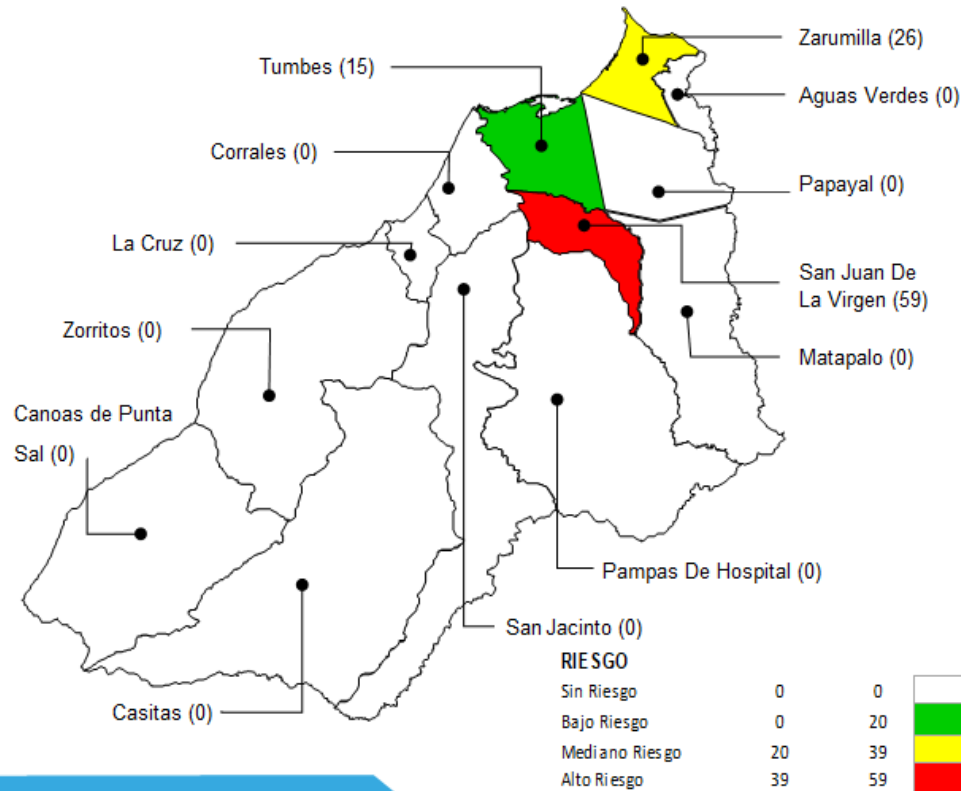 Zarumilla (26)
Tumbes (15)
Aguas Verdes (0)
Corrales (0)
Papayal (0)
La Cruz (0)
San Juan De
La Virgen (59)
Zorritos (0)
Matapalo (0)
Canoas de Punta
Sal (0)
Pampas De Hospital (0)
San Jacinto (0)
Casitas (0)
RIESGO
Sin Riesgo 0 0
Bajo Riesgo 0 20
Mediano Riesgo 20 39
Alto Riesgo 39 59